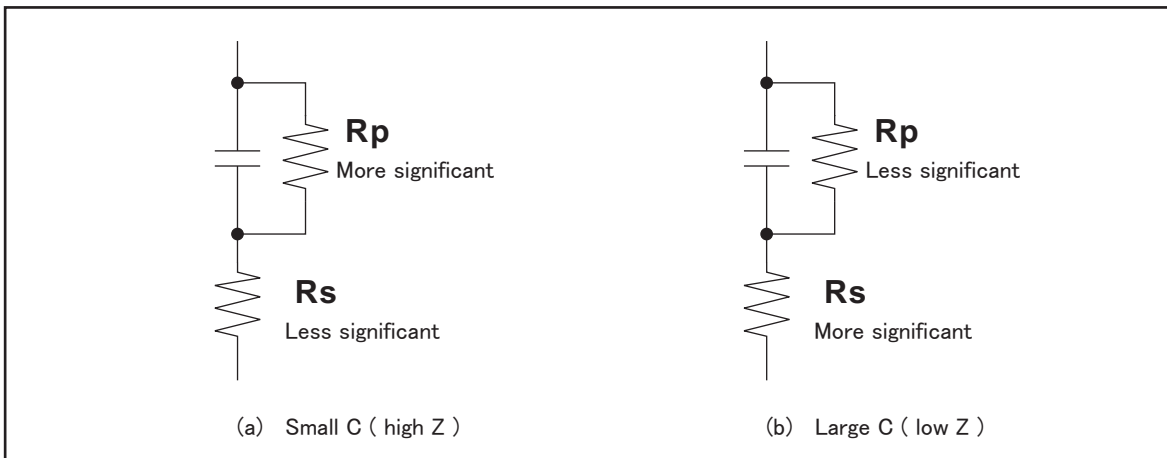 Rp
More significant
Rs
Less significant
(a) Small C ( high Z )
Rp
Less significant
Rs
More significant
(b) Large C ( low Z )